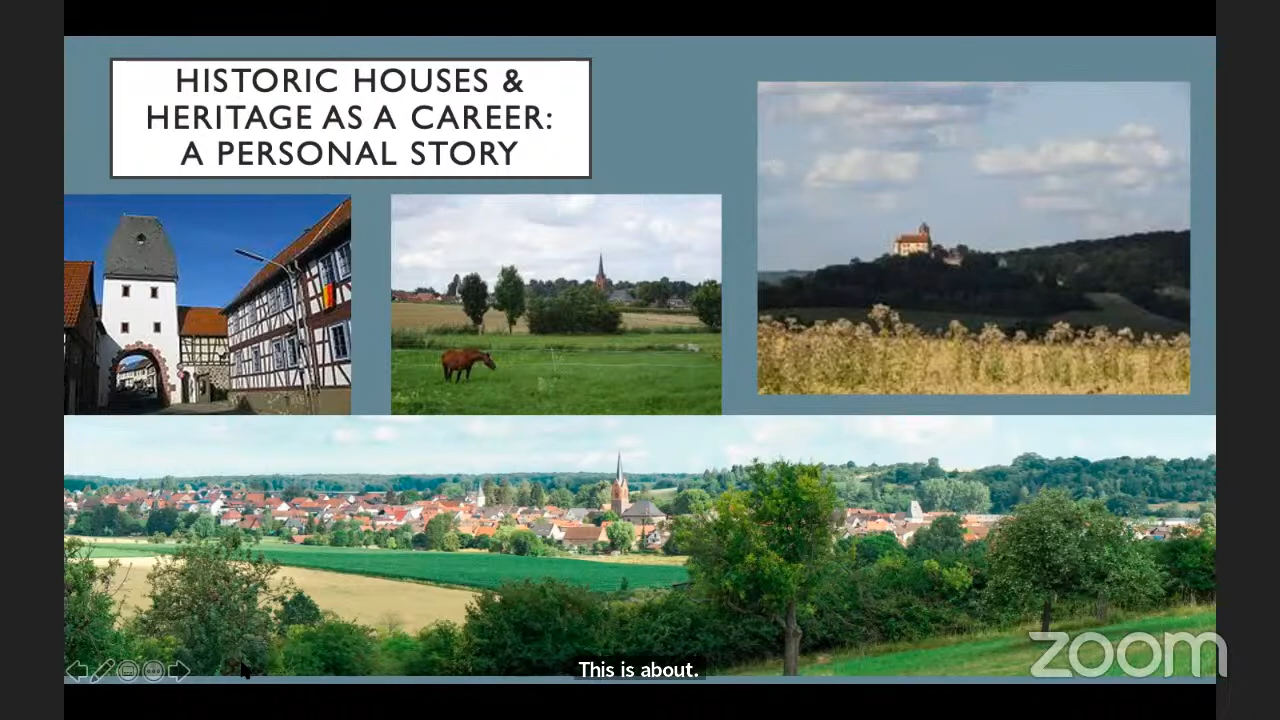 HISTORIC HOUSES &
HERITAGE AS A CAREER:
A PERSONAL STORY
This is about.
zoom